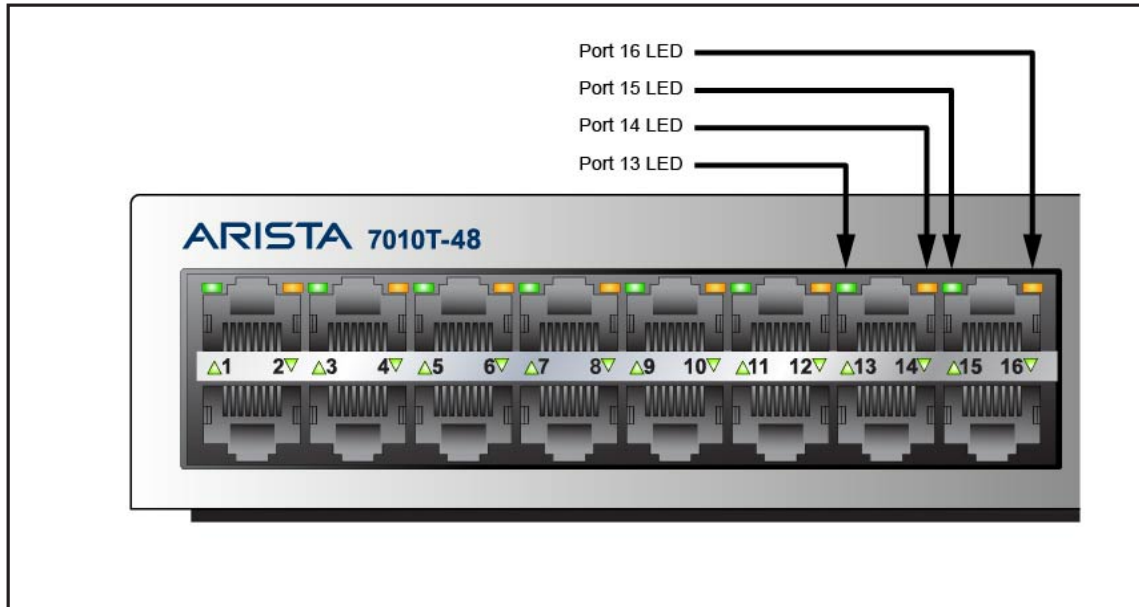 Port 16 LED
Port 15 LED
Port 14 LED
Port 13 LED
ARISTA 7010T-48
△1 2▽ △3 4▽ △5 6▽ △7 8▽ △9 10▽ △11 12▽ △13 14▽ △15 16▽